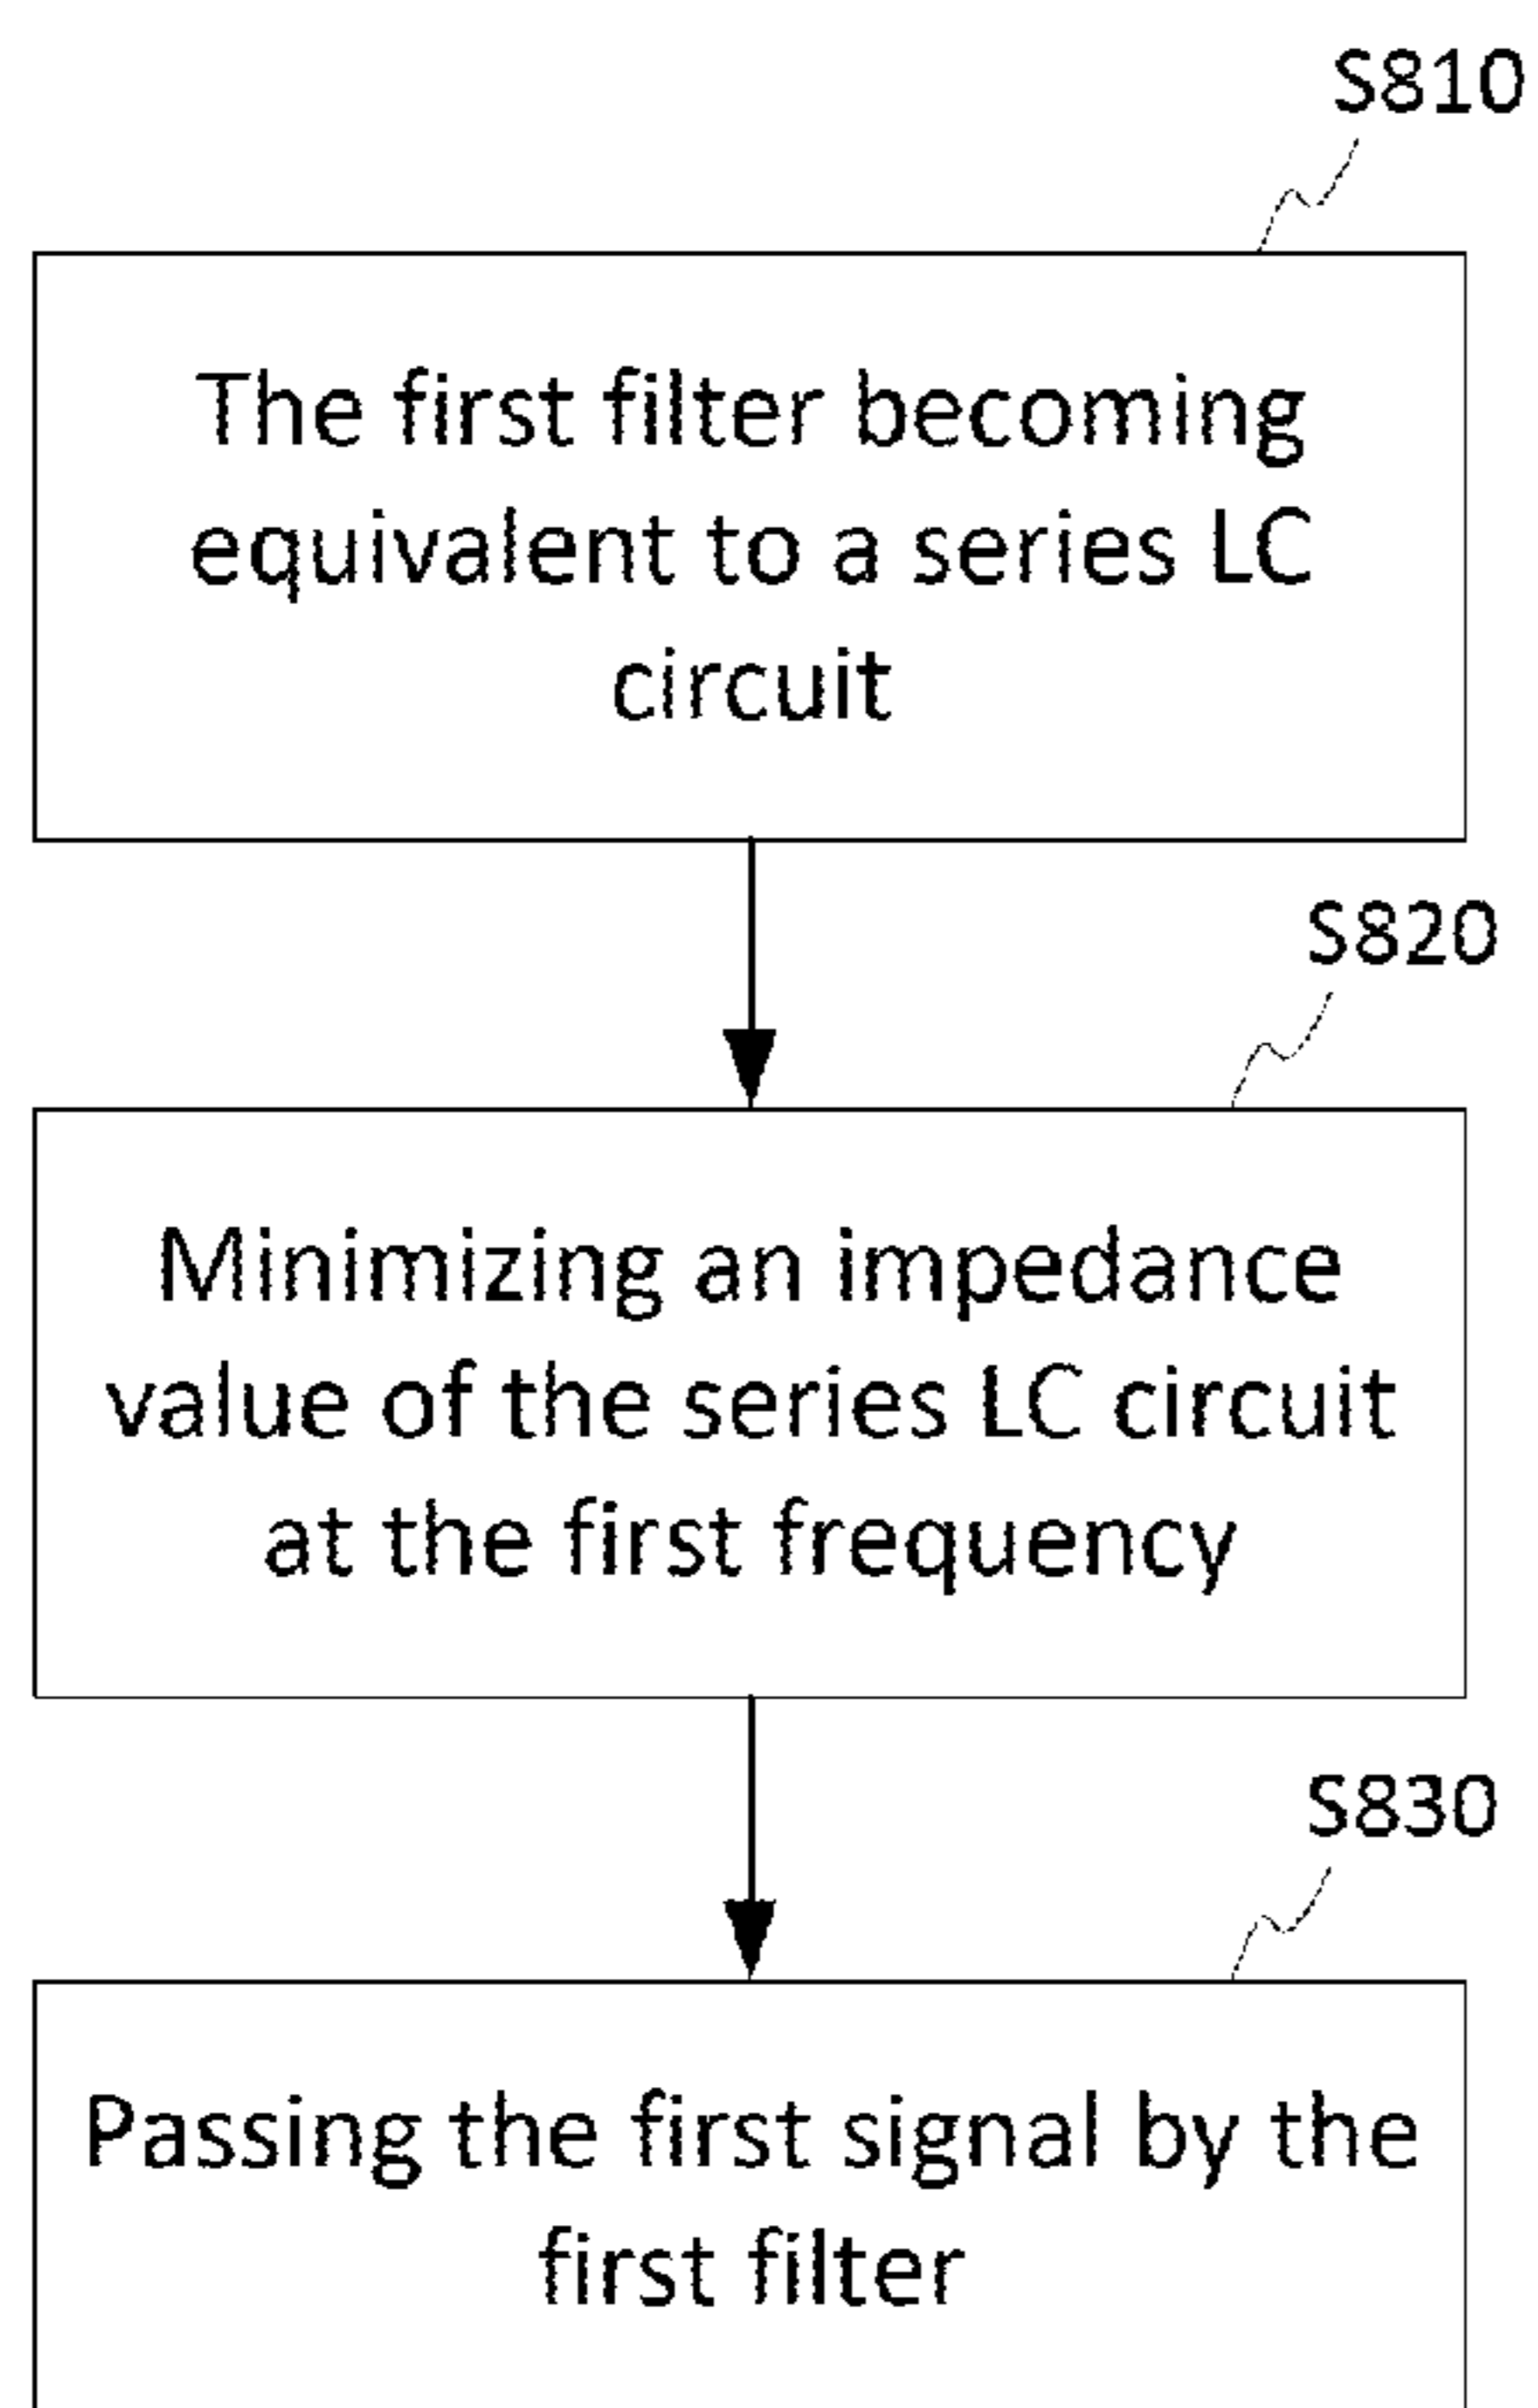 S810
The first filter becoming
equivalent to a series LC
circuit
S820
Minimizing an impedance
value of the series LC circuit
at the first frequency
S830
Passing the first signal by the
first filter